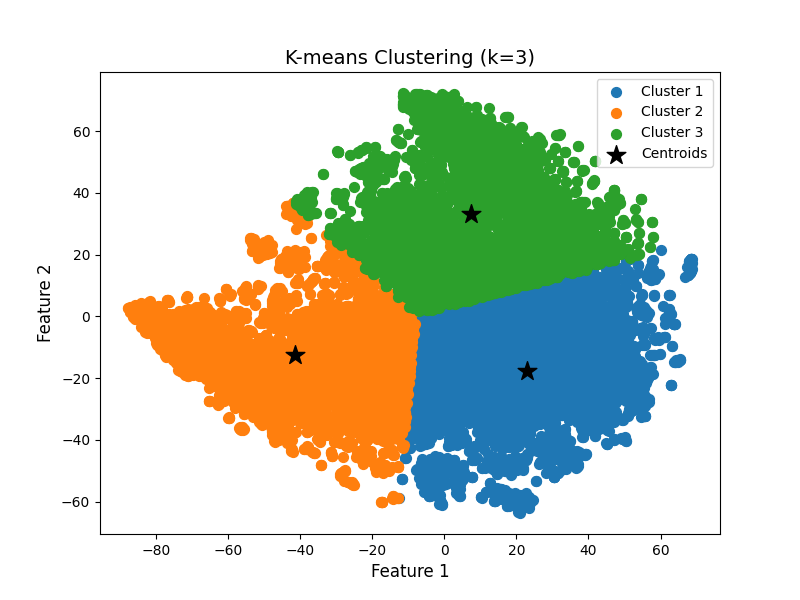 K-means Clustering (k=3)
Cluster 1
Cluster 2
Cluster 3
Centroids
Feature 2
60
40
20
0
−20
−40
−60
−80
−60
−40
−20
0
20
40
60
Feature 1